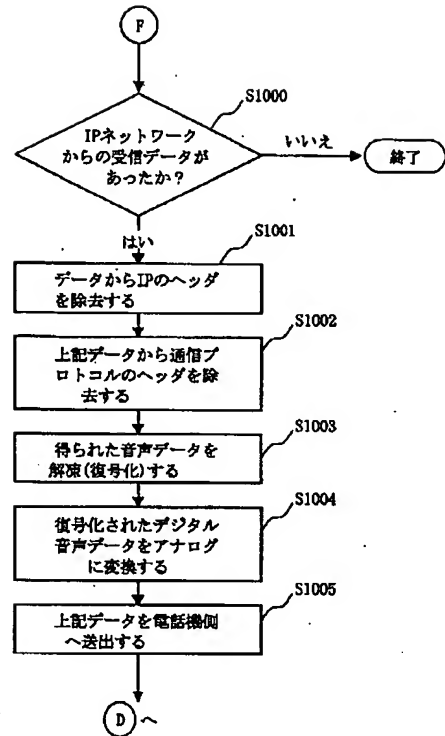 F
S1000
IPネットワーク
からの受信データが
あったか？
いいえ
終了
はい
S1001
データからIPのヘッダ
を除去する
S1002
上記データから通信プ
ロトコルのヘッダを除
去する
S1003
得られた音声データを
解凍(復号化)する
S1004
復号化されたデジタル
音声データをアナログ
に変換する
S1005
上記データを電話機側
へ送出する
D へ